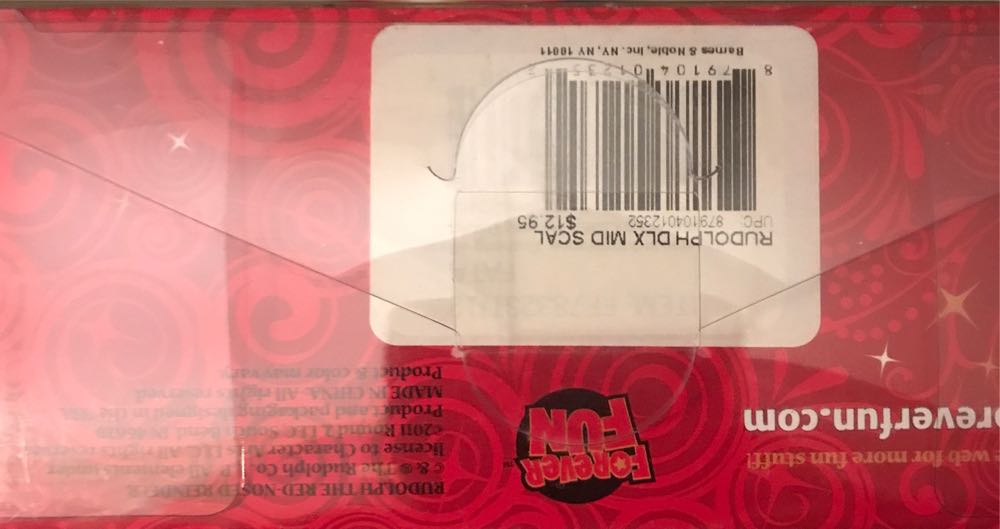 RUDOLPH THE RED-NOSED REINDEER
© & ® The Rudolph Co., L.P. All elements under
license to Character Arts, LLC. All rights reserved.
©2011 Round 2, LLC South Bend, IN 46628
Product and packaging designed in the USA.
MADE IN CHINA. All rights reserved.
Product & color may vary.
FOREVER
FUN
™
web for more fun stuff!
reverfun.com
RUDOLPH DLX MID SCAL
UPC: 879104012352 $12.95
8 79104 01235
Barnes & Noble, Inc. NY, NY 10011